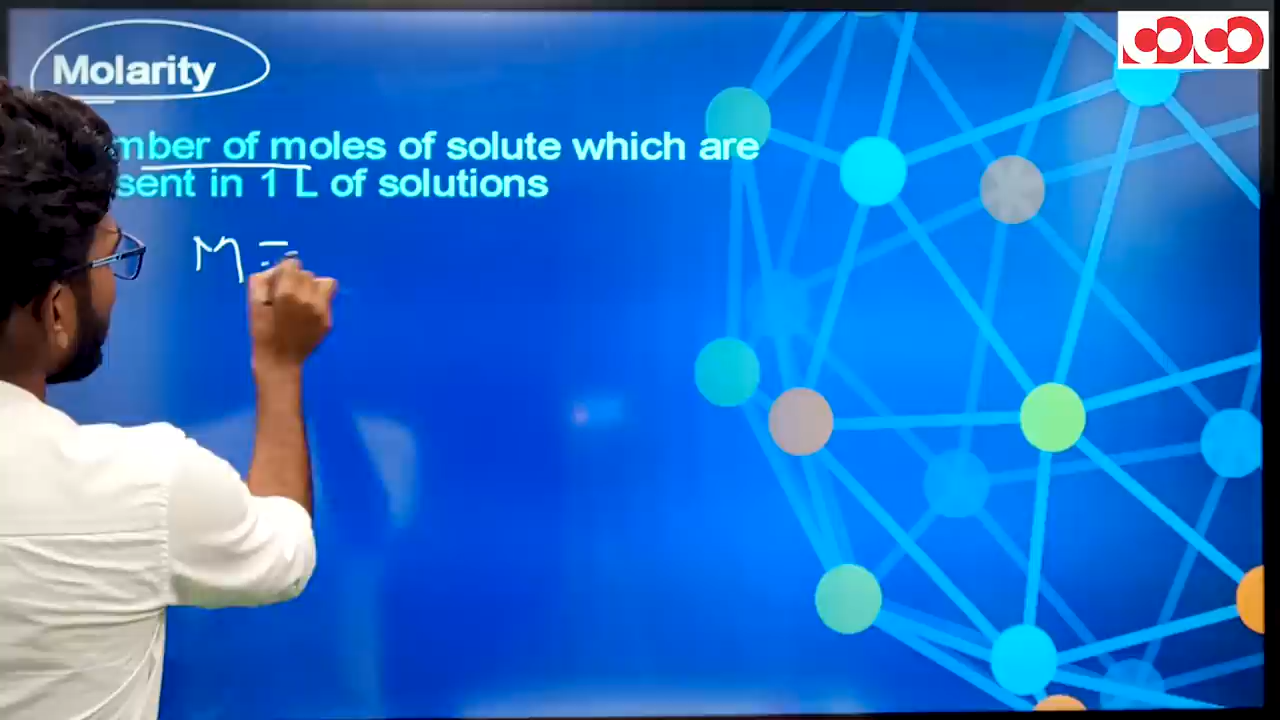 Molarity
mber of moles of solute which are
sent in 1 L of solutions
M =